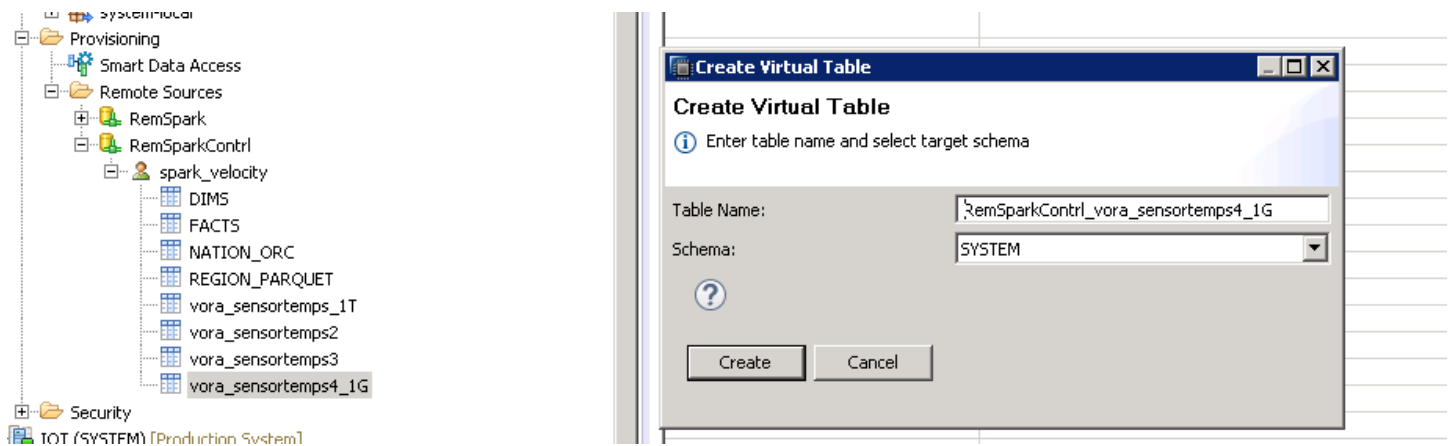 system-local
Provisioning
Smart Data Access
Remote Sources
RemSpark
RemSparkContrl
spark_velocity
DIMS
FACTS
NATION_ORC
REGION_PARQUET
vora_sensortemps_1T
vora_sensortemps2
vora_sensortemps3
vora_sensortemps4_1G
Security
IOT (SYSTEM) [Production System]
Create Virtual Table
Create Virtual Table
Enter table name and select target schema
Table Name: RemSparkContrl_vora_sensortemps4_1G
Schema: SYSTEM
Create Cancel